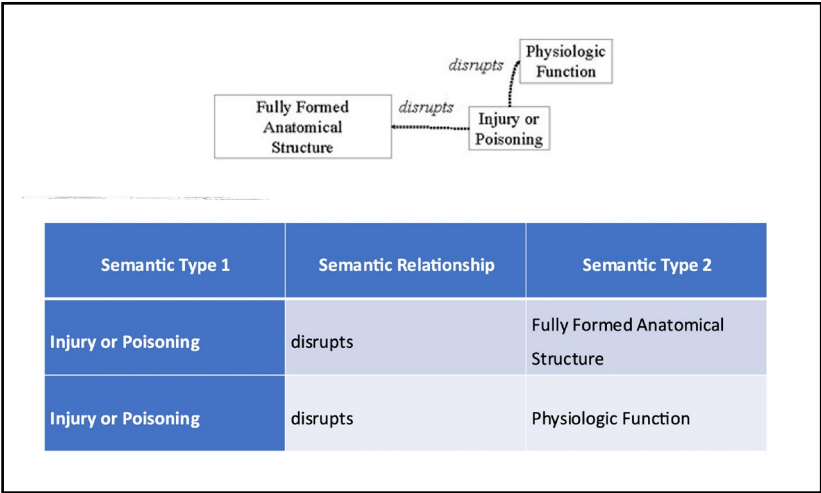 Physiologic
Function
disrupts
Fully Formed
Anatomical
Structure
disrupts
Injury or
Poisoning
Semantic Type 1
Semantic Relationship
Semantic Type 2
Injury or Poisoning
disrupts
Fully Formed Anatomical
Structure
Injury or Poisoning
disrupts
Physiologic Function